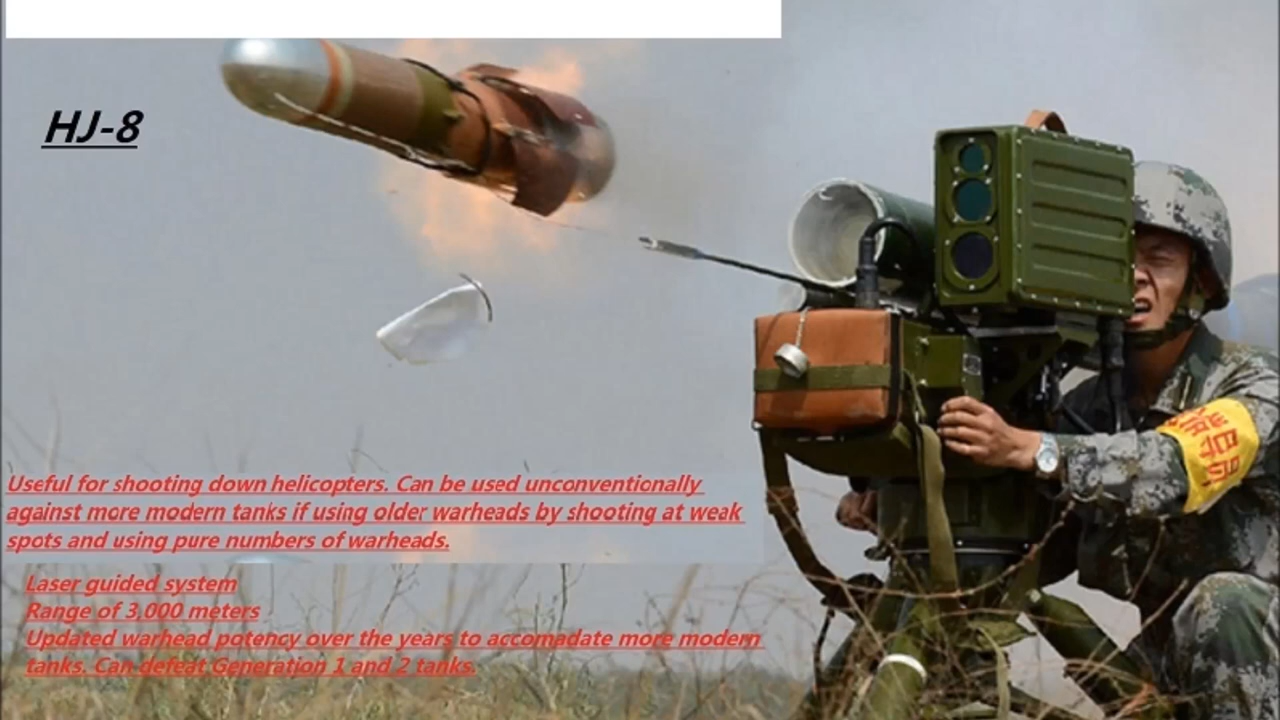 HJ-8
Useful for shooting down helicopters. Can be used unconventionally
against more modern tanks if using older warheads by shooting at weak
spots and using pure numbers of warheads.
Laser guided system
Range of 3,000 meters
Updated warhead potency over the years to accomadate more modern
tanks. Can defeat Generation 1 and 2 tanks.